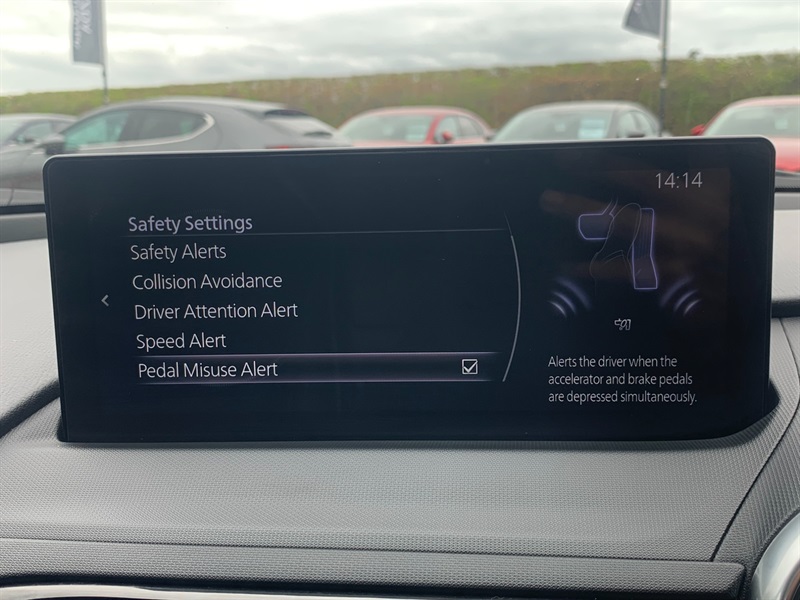 14:14
Safety Settings
Safety Alerts
Collision Avoidance
Driver Attention Alert
Speed Alert
Pedal Misuse Alert
Alerts the driver when the
accelerator and brake pedals
are depressed simultaneously.